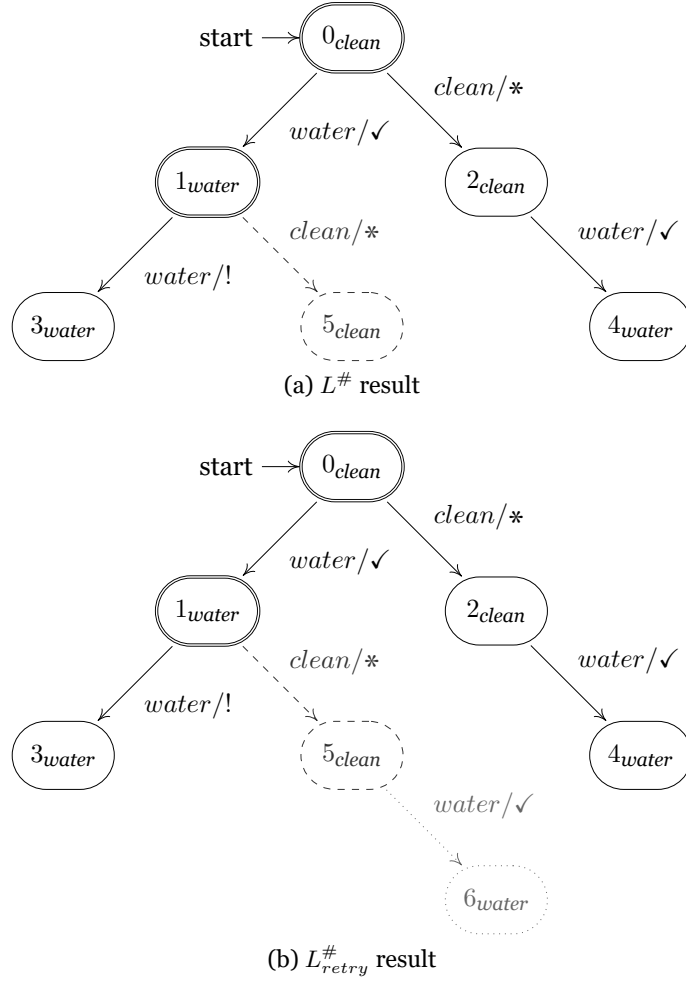 start
0clean
clean/*
water/✓
1water
2clean
clean/*
water/✓
water/!
3water
5clean
4water
(a) L# result
start
0clean
clean/*
water/✓
1water
2clean
clean/*
water/✓
water/!
3water
5clean
4water
water/✓
6water
(b) L#retry result